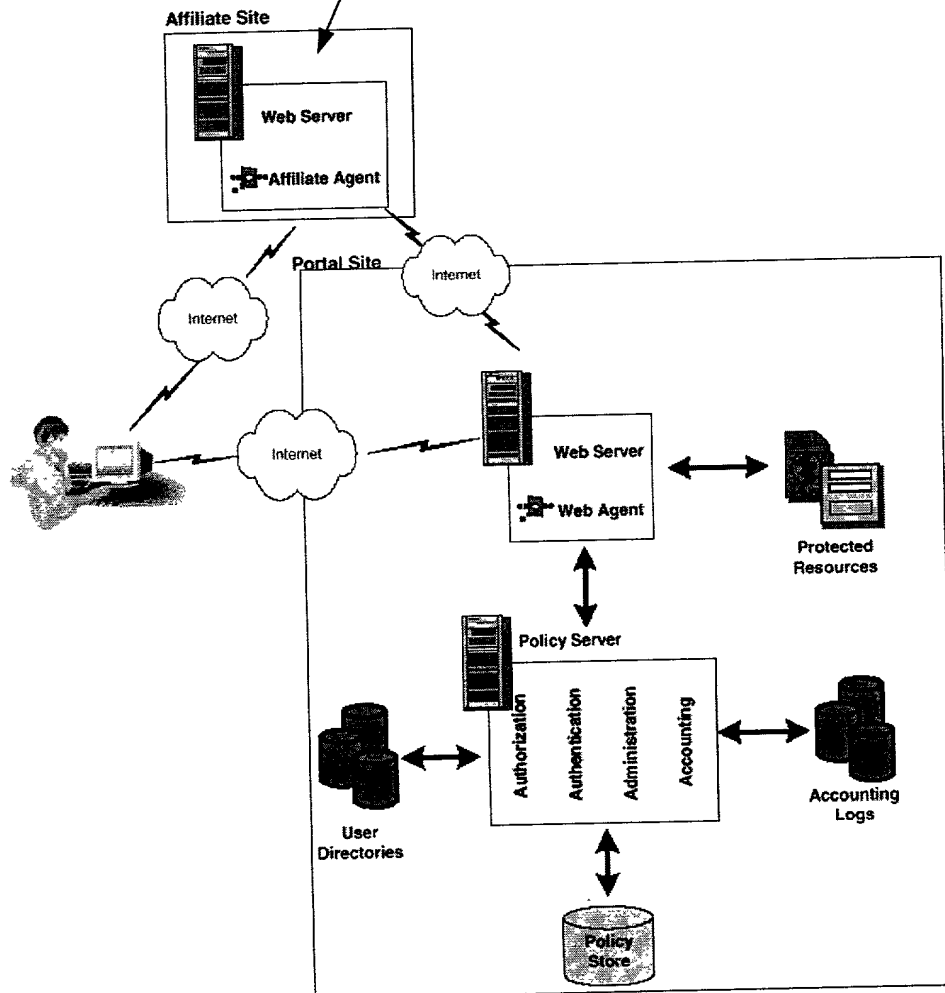 Affiliate Site
Web Server
Affiliate Agent
Portal Site
Internet
Internet
Internet
Web Server
Web Agent
Protected
Resources
Policy Server
Authorization
Authentication
Administration
Accounting
User
Directories
Accounting
Logs
Policy
Store